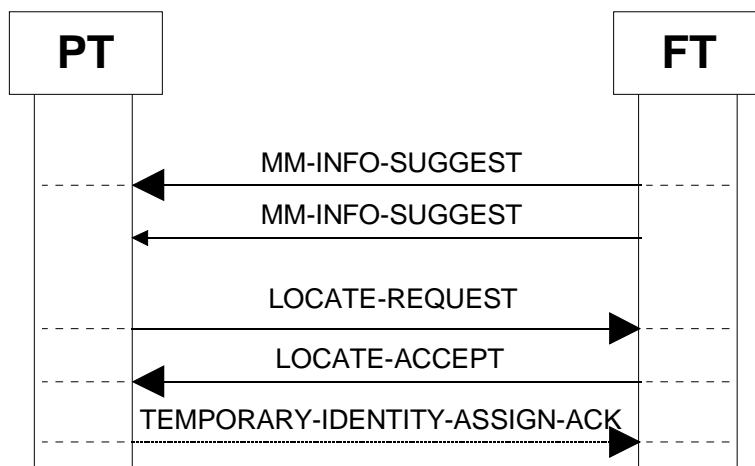 PT
FT
MM-INFO-SUGGEST
MM-INFO-SUGGEST
LOCATE-REQUEST
LOCATE-ACCEPT
TEMPORARY-IDENTITY-ASSIGN-ACK